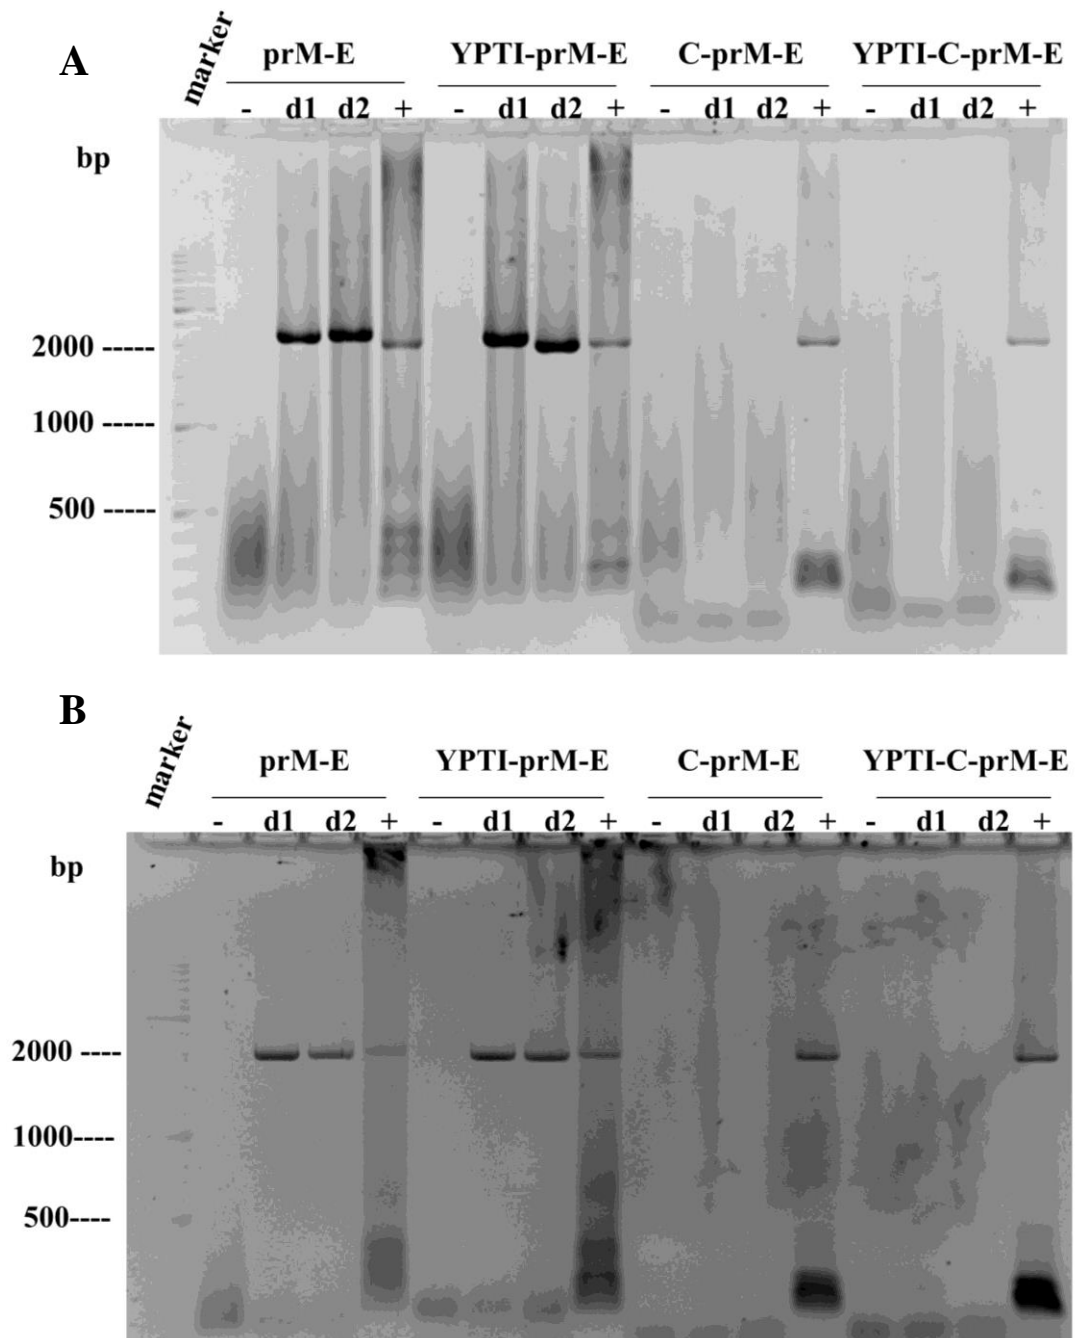 A
marker
prM-E YPTI-prM-E C-prM-E YPTI-C-prM-E
- d1 d2 + - d1 d2 + - d1 d2 + - d1 d2 +
bp
2000 -----
1000 -----
500 -----
B
marker
prM-E YPTI-prM-E C-prM-E YPTI-C-prM-E
- d1 d2 + - d1 d2 + - d1 d2 + - d1 d2 +
bp
2000 ----
1000----
500----